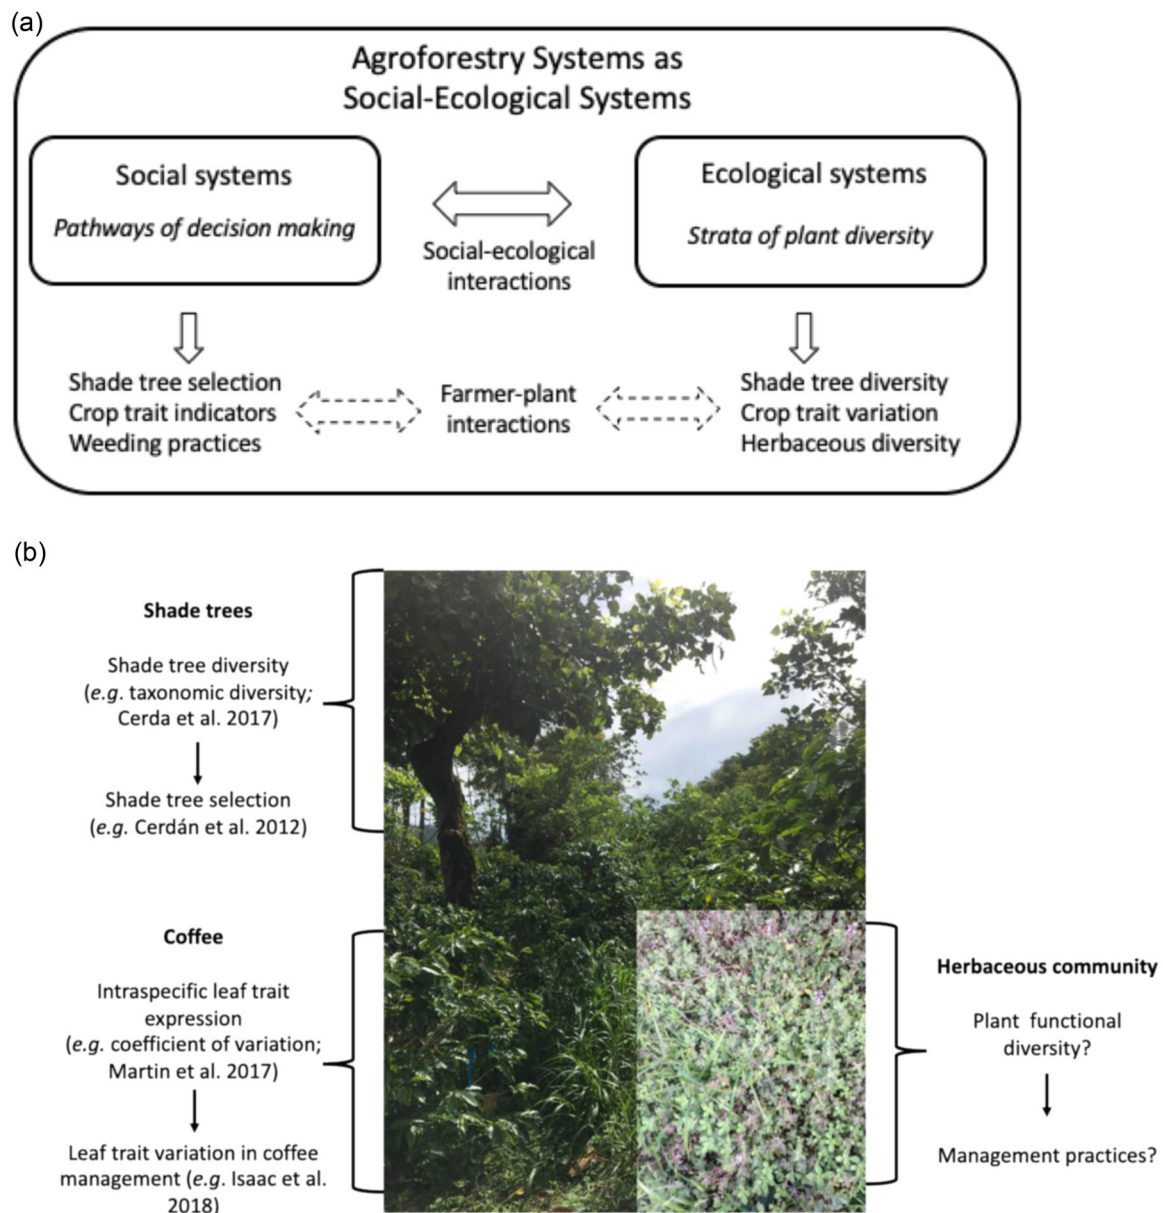 (a)
Agroforestry Systems as
Social-Ecological Systems
Social systems
Pathways of decision making
Social-ecological
interactions
Ecological systems
Strata of plant diversity
Shade tree selection
Crop trait indicators
Weeding practices
Farmer-plant
interactions
Shade tree diversity
Crop trait variation
Herbaceous diversity
(b)
Shade trees
Shade tree diversity
(e.g. taxonomic diversity;
Cerda et al. 2017)
Shade tree selection
(e.g. Cerdán et al. 2012)
Coffee
Intraspecific leaf trait
expression
(e.g. coefficient of variation;
Martin et al. 2017)
Leaf trait variation in coffee
management (e.g. Isaac et al.
2018)
Herbaceous community
Plant functional
diversity?
Management practices?